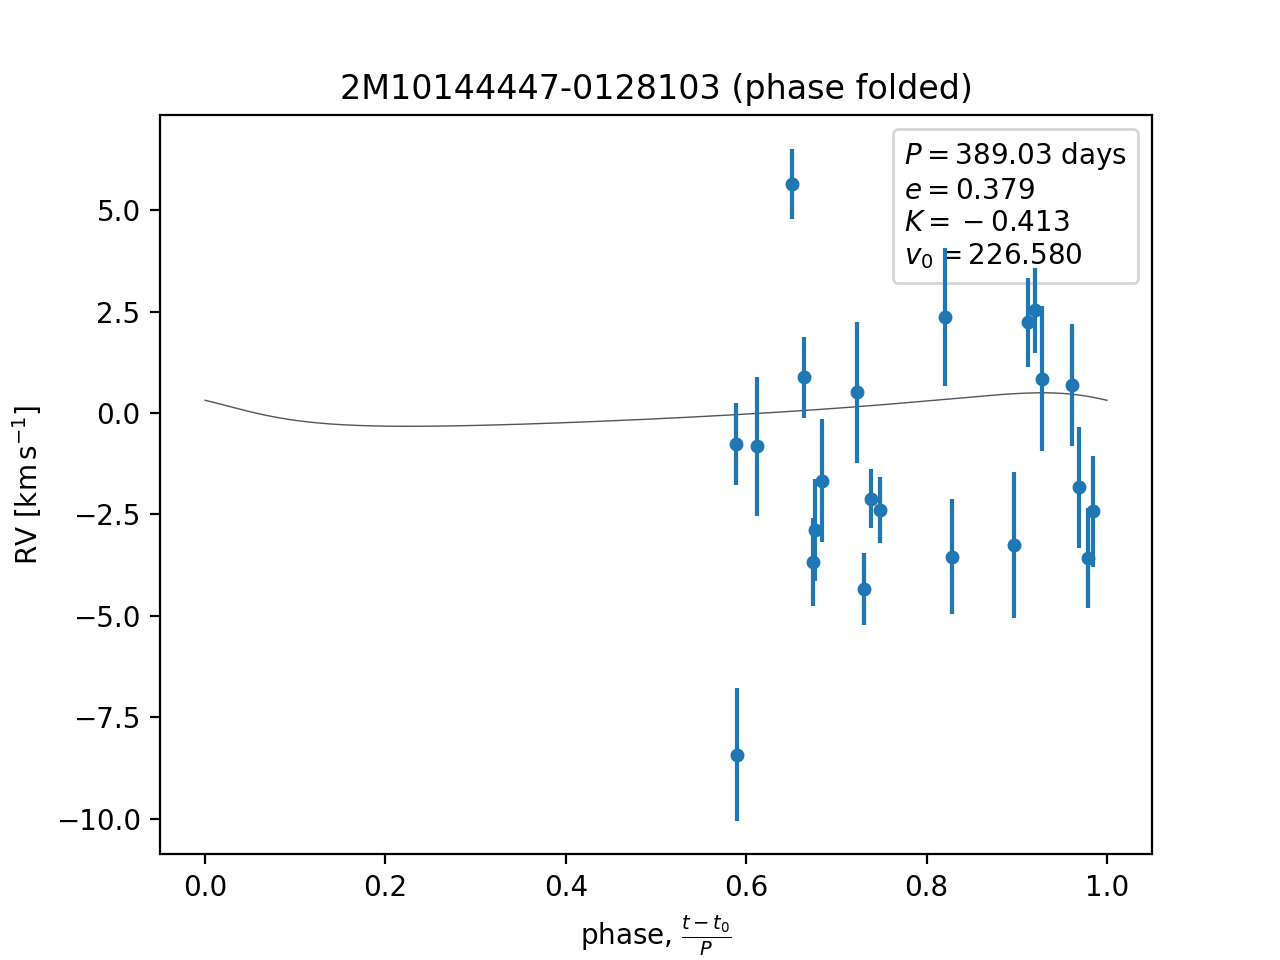 2M10144447-0128103 (phase folded)
P = 389.03 days
e = 0.379
K = −0.413
v₀ = 226.580
RV [km s⁻¹]
5.0
2.5
0.0
−2.5
−5.0
−7.5
−10.0
0.0 0.2 0.4 0.6 0.8 1.0
phase, (t − t₀)/P